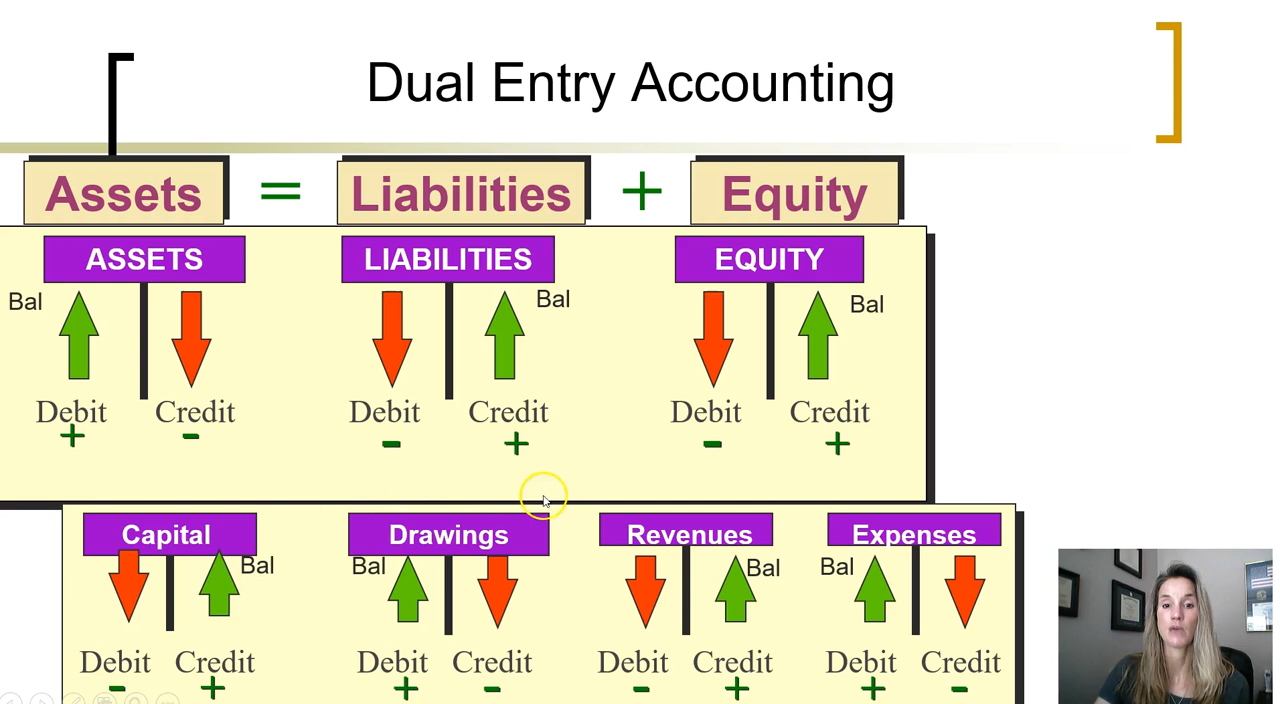 Dual Entry Accounting
Assets = Liabilities + Equity
ASSETS LIABILITIES EQUITY
Bal Bal Bal
Debit Credit Debit Credit Debit Credit
+ - - + - +
Capital Drawings Revenues Expenses
Bal Bal Bal Bal
Debit Credit Debit Credit Debit Credit Debit Credit
- + + - - + + -